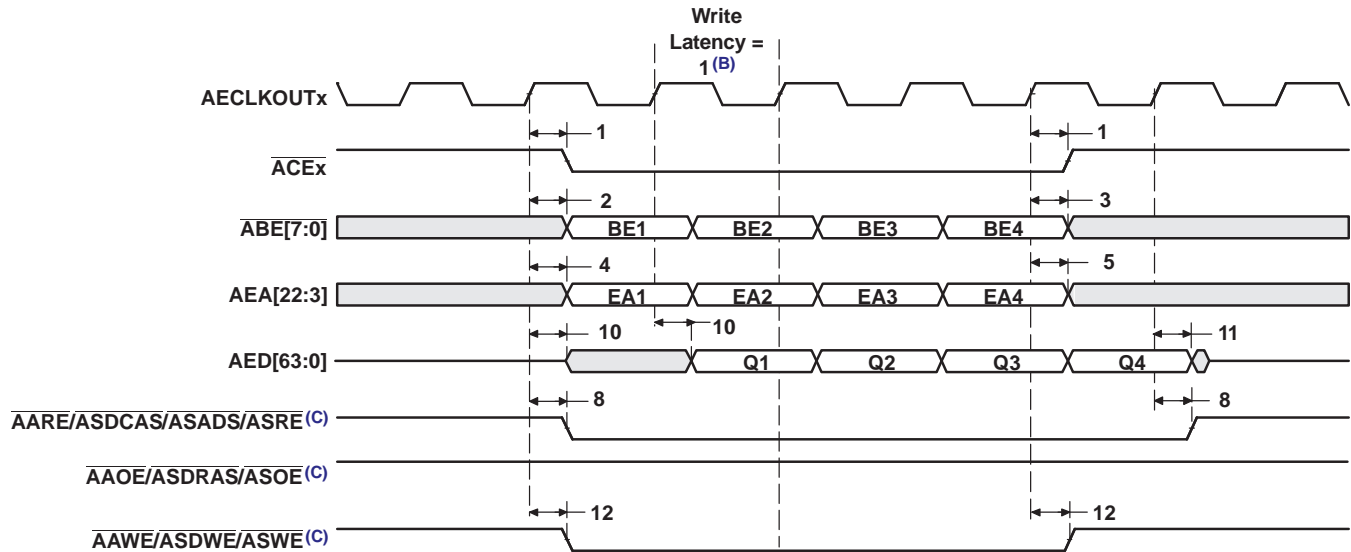 Write
Latency =
1(B)
AECLKOUTx
1 1
ACEx
2 3
ABE[7:0] BE1 BE2 BE3 BE4
4 5
AEA[22:3] EA1 EA2 EA3 EA4
10 10 11
AED[63:0] Q1 Q2 Q3 Q4
8 8
AARE/ASDCAS/ASADS/ASRE(C)
AAOE/ASDRAS/ASOE(C)
12 12
AAWE/ASDWE/ASWE(C)